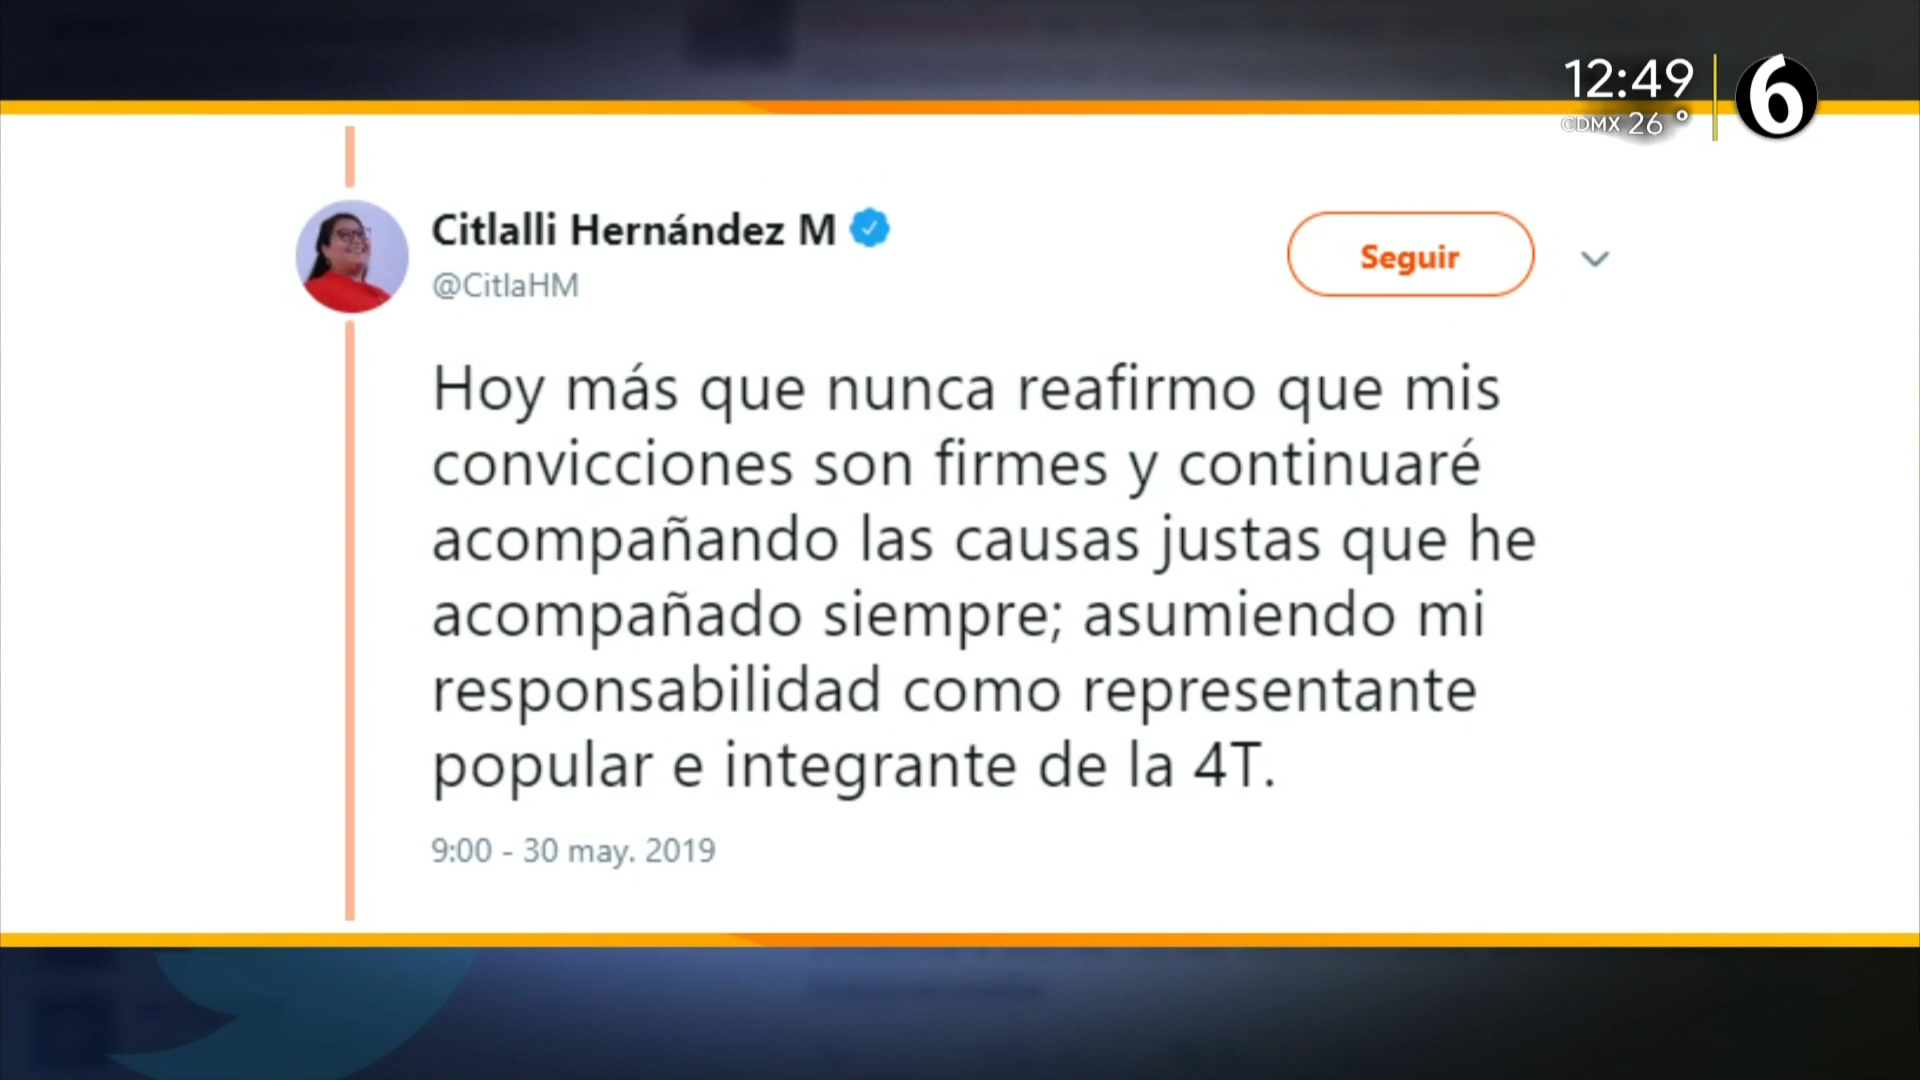 12:49
CDMX 26 °
6
Citlalli Hernández M
@CitlaHM
Seguir
Hoy más que nunca reafirmo que mis
convicciones son firmes y continuaré
acompañando las causas justas que he
acompañado siempre; asumiendo mi
responsabilidad como representante
popular e integrante de la 4T.
9:00 - 30 may. 2019